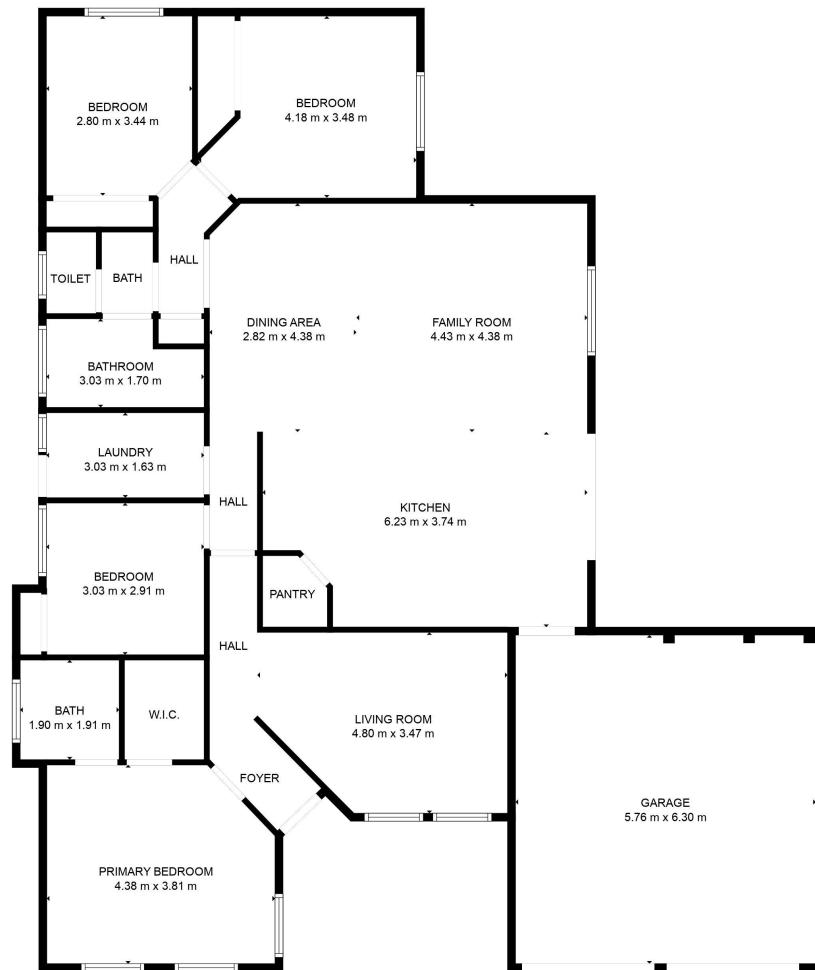 BEDROOM
2.80 m x 3.44 m
BEDROOM
4.18 m x 3.48 m
TOILET
BATH
HALL
DINING AREA
2.82 m x 4.38 m
FAMILY ROOM
4.43 m x 4.38 m
BATHROOM
3.03 m x 1.70 m
LAUNDRY
3.03 m x 1.63 m
HALL
KITCHEN
6.23 m x 3.74 m
BEDROOM
3.03 m x 2.91 m
PANTRY
HALL
BATH
1.90 m x 1.91 m
W.I.C.
LIVING ROOM
4.80 m x 3.47 m
FOYER
GARAGE
5.76 m x 6.30 m
PRIMARY BEDROOM
4.38 m x 3.81 m